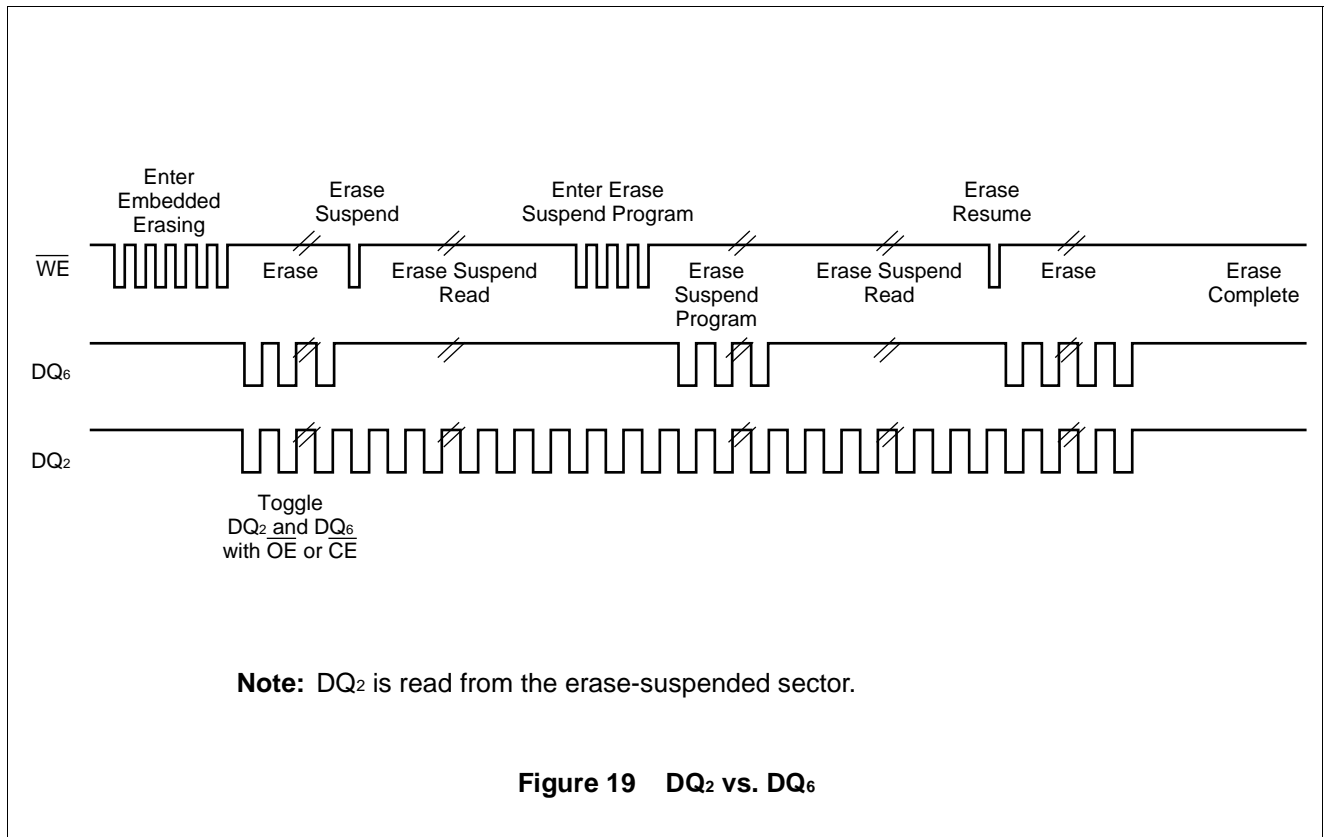 Enter
Embedded
Erasing
Erase
Suspend
Enter Erase
Suspend Program
Erase
Resume
WE
Erase
Erase Suspend
Read
Erase
Suspend
Program
Erase Suspend
Read
Erase
Erase
Complete
DQ6
DQ2
Toggle
DQ2 and DQ6
with OE or CE
Note: DQ2 is read from the erase-suspended sector.
Figure 19 DQ2 vs. DQ6